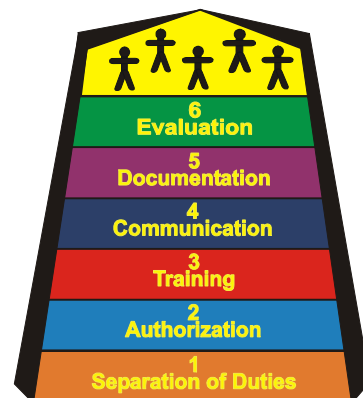 6
Evaluation
5
Documentation
4
Communication
3
Training
2
Authorization
1
Separation of Duties